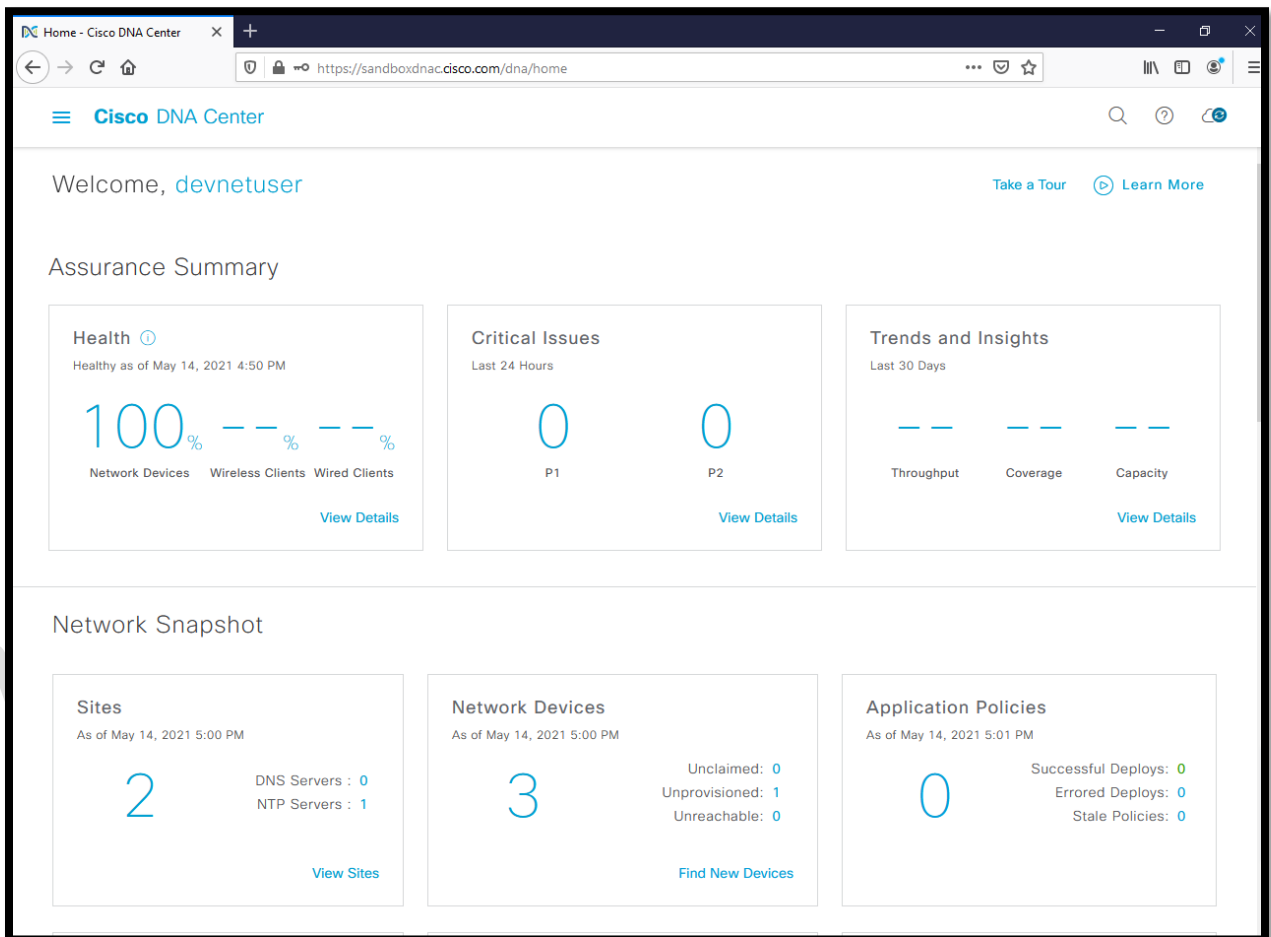 Home - Cisco DNA Center
https://sandboxdnac.cisco.com/dna/home
Cisco DNA Center
Welcome, devnetuser
Take a Tour
Learn More
Assurance Summary
Health
Healthy as of May 14, 2021 4:50 PM
100% --% --%
Network Devices Wireless Clients Wired Clients
View Details
Critical Issues
Last 24 Hours
0 0
P1 P2
View Details
Trends and Insights
Last 30 Days
-- -- --
Throughput Coverage Capacity
View Details
Network Snapshot
Sites
As of May 14, 2021 5:00 PM
2
DNS Servers : 0
NTP Servers : 1
View Sites
Network Devices
As of May 14, 2021 5:00 PM
3
Unclaimed: 0
Unprovisioned: 1
Unreachable: 0
Find New Devices
Application Policies
As of May 14, 2021 5:01 PM
0
Successful Deploys: 0
Errored Deploys: 0
Stale Policies: 0